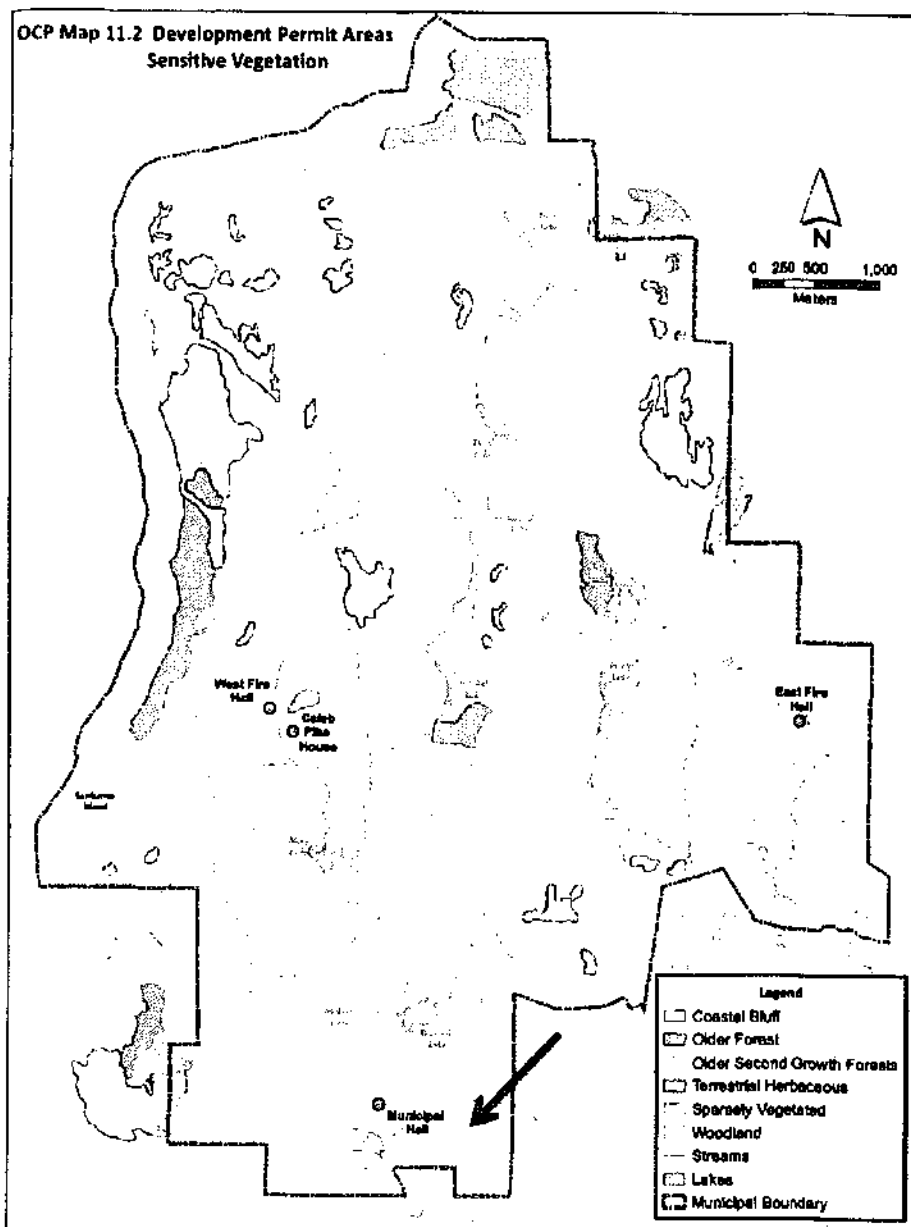 OCP Map 11.2 Development Permit Areas
Sensitive Vegetation
N
0 250 500 1,000
Meters
West Fire
Hall
Caleb
Pike
House
East Fire
Hall
Municipal
Hall
Legend
Coastal Bluff
Older Forest
Older Second Growth Forests
Terrestrial Herbaceous
Sparsely Vegetated
Woodland
Streams
Lakes
Municipal Boundary